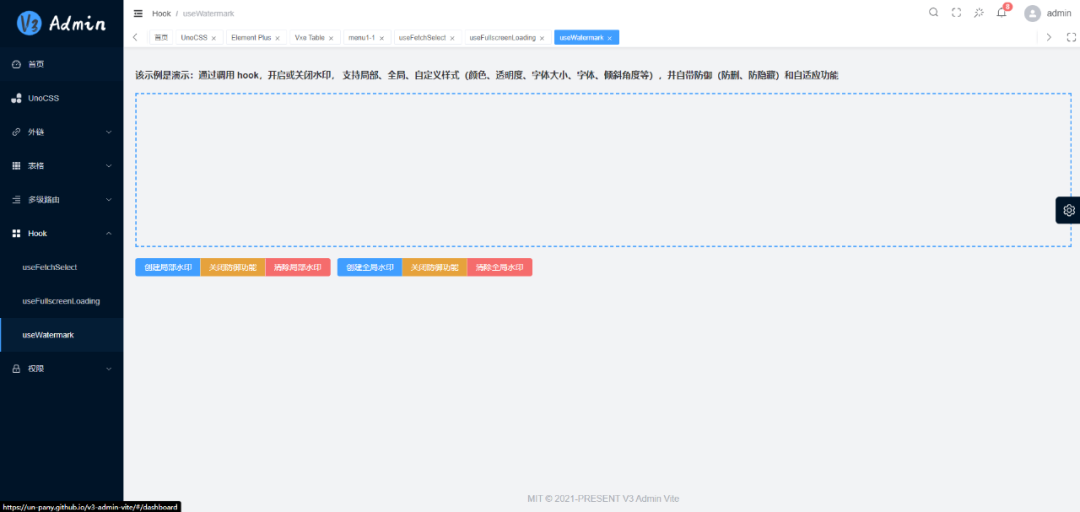 V3 Admin
首页
UnoCSS
外链
表格
多级路由
Hook
useFetchSelect
useFullscreenLoading
useWatermark
权限
Hook / useWatermark
8
admin
首页 UnoCSS × Element Plus × Vxe Table × menu1-1 × useFetchSelect × useFullscreenLoading × useWatermark ×
该示例是演示：通过调用 hook，开启或关闭水印，支持局部、全局、自定义样式（颜色、透明度、字体大小、字体、倾斜角度等），并自带防御（防删、防隐藏）和自适应功能
创建局部水印 关闭防御功能 清除局部水印 创建全局水印 关闭防御功能 清除全局水印
MIT © 2021-PRESENT V3 Admin Vite
https://un-pany.github.io/v3-admin-vite/#/dashboard